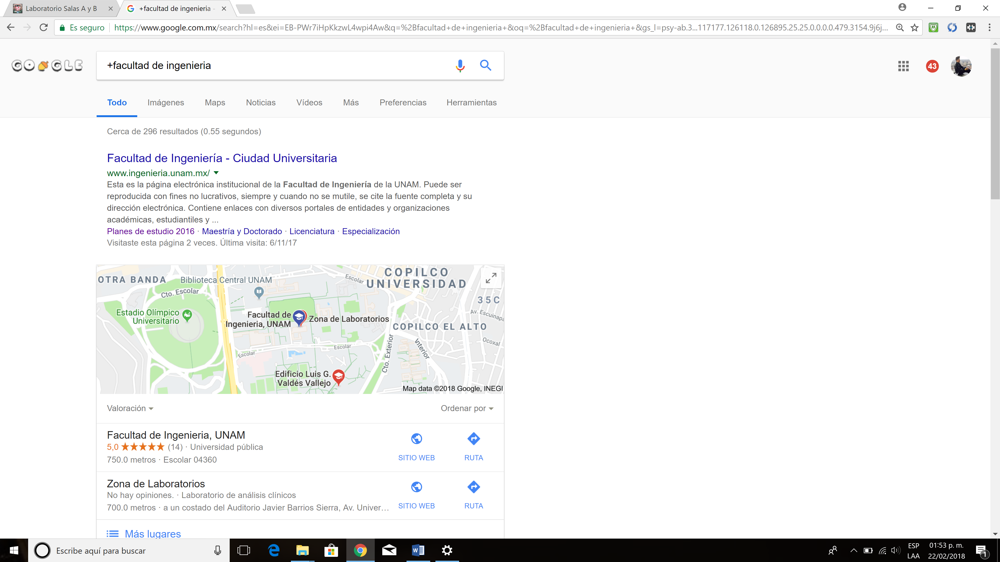 Laboratorio Salas A y B
+facultad de ingenieria -
Es seguro
https://www.google.com.mx/search?hl=es&ei=EB-PWr7iHpKkzwL4wpi4Aw&q=%2Bfacultad+de+ingenieria+&oq=%2Bfacultad+de+ingenieria+&gs_l=psy-ab.3...117177.126118.0.126895.25.25.0.0.0.0.479.3154.9j6j...
GOOGLE
+facultad de ingenieria
43
Todo Imágenes Maps Noticias Vídeos Más Preferencias Herramientas
Cerca de 296 resultados (0.55 segundos)
Facultad de Ingeniería - Ciudad Universitaria
www.ingenieria.unam.mx/
Esta es la página electrónica institucional de la Facultad de Ingeniería de la UNAM. Puede ser
reproducida con fines no lucrativos, siempre y cuando no se mutile, se cite la fuente completa y su
dirección electrónica. Contiene enlaces con diversos portales de entidades y organizaciones
académicas, estudiantiles y ...
Planes de estudio 2016 · Maestría y Doctorado · Licenciatura · Especialización
Visitaste esta página 2 veces. Última visita: 6/11/17
OTRA BANDA
Biblioteca Central UNAM
Escolar
COPILCO
UNIVERSIDAD
Cto. Escolar
35C
Estadio Olímpico
Universitario
Facultad de
Ingenieria, UNAM
Zona de Laboratorios
Av. Escuinapa
COPILCO EL ALTO
Ocoxal
Escolar
Escolar
Cto. Exterior
Interior
Edificio Luis G.
Valdés Vallejo
Map data ©2018 Google, INEGI
Valoración
Ordenar por
Facultad de Ingenieria, UNAM
5,0 ★★★★★ (14) · Universidad pública
750.0 metros · Escolar 04360
SITIO WEB
RUTA
Zona de Laboratorios
No hay opiniones. · Laboratorio de análisis clínicos
700.0 metros · a un costado del Auditorio Javier Barrios Sierra, Av. Univer...
SITIO WEB
RUTA
Más lugares
Escribe aquí para buscar
ESP
LAA
01:53 p. m.
22/02/2018
1